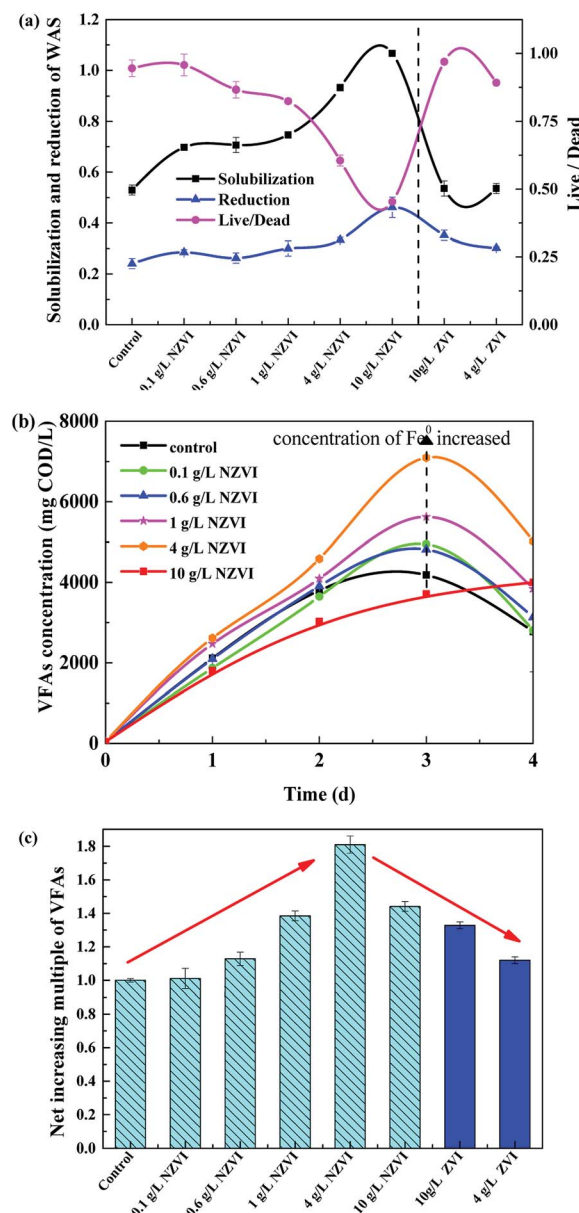 (a)
Solubilization and reduction of WAS
1.2
1.0
0.8
0.6
0.4
0.2
0.0
Solubilization
Reduction
Live/Dead
1.00
0.75
0.50
0.25
0.00
Live / Dead
Control
0.1 g/L NZVI
0.6 g/L NZVI
1 g/L NZVI
4 g/L NZVI
10 g/L NZVI
10g/L ZVI
4 g/L ZVI
(b)
VFAs concentration (mg COD/L)
8000
6000
4000
2000
0
concentration of Fe⁰ increased
control
0.1 g/L NZVI
0.6 g/L NZVI
1 g/L NZVI
4 g/L NZVI
10 g/L NZVI
0 1 2 3 4
Time (d)
(c)
Net increasing multiple of VFAs
1.8
1.6
1.4
1.2
1.0
0.8
0.6
0.4
0.2
0.0
Control
0.1 g/L NZVI
0.6 g/L NZVI
1 g/L NZVI
4 g/L NZVI
10 g/L NZVI
10g/L ZVI
4 g/L ZVI